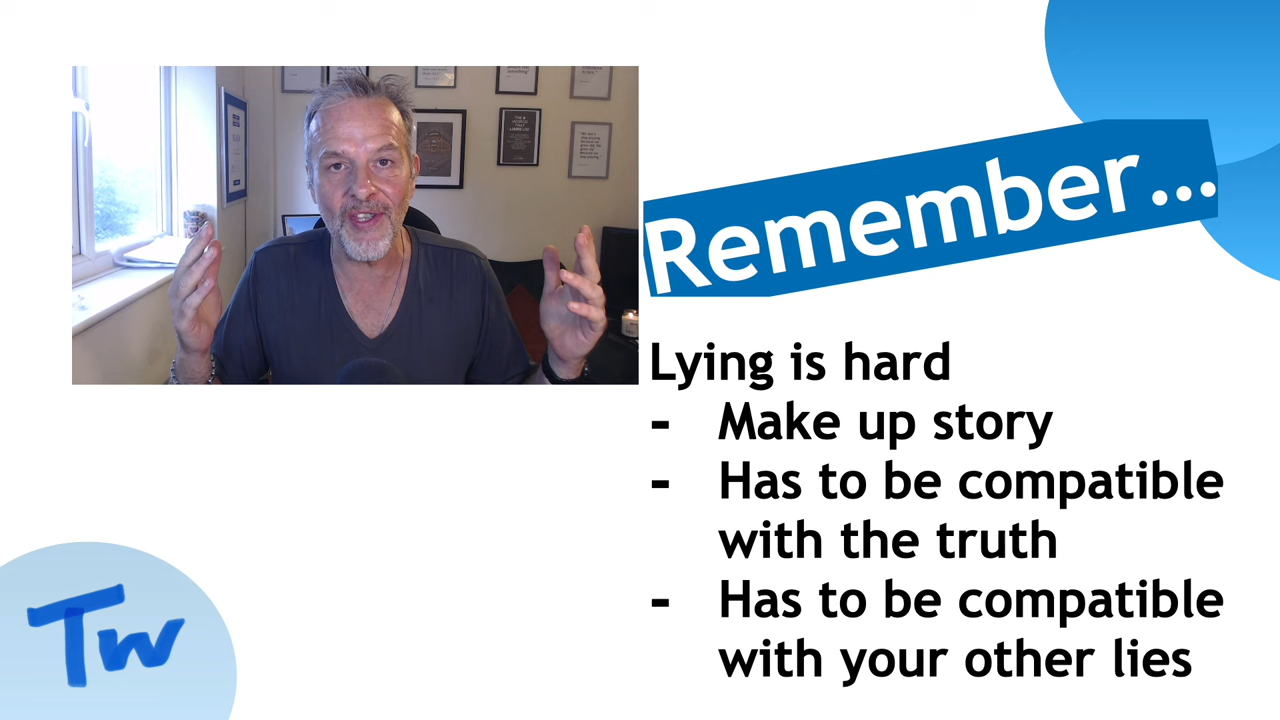 Remember...
Lying is hard
- Make up story
- Has to be compatible
with the truth
- Has to be compatible
with your other lies
Tw